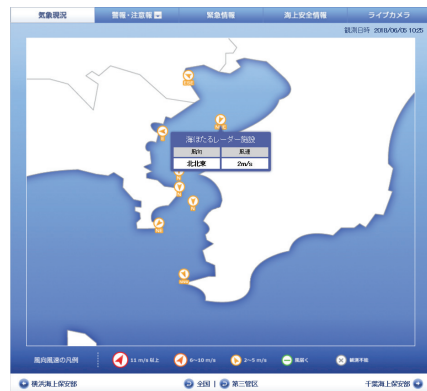 気象現況 警報・注意報 緊急情報 海上安全情報 ライブカメラ
観測日時 2018/06/05 10:25
海ほたるレーダー施設
風向 風速
北北東 2m/s
風向風速の凡例 11 m/s 以上 6～10 m/s 2～5 m/s 風弱く 観測不能
横浜海上保安部 全国 | 第三管区 千葉海上保安部